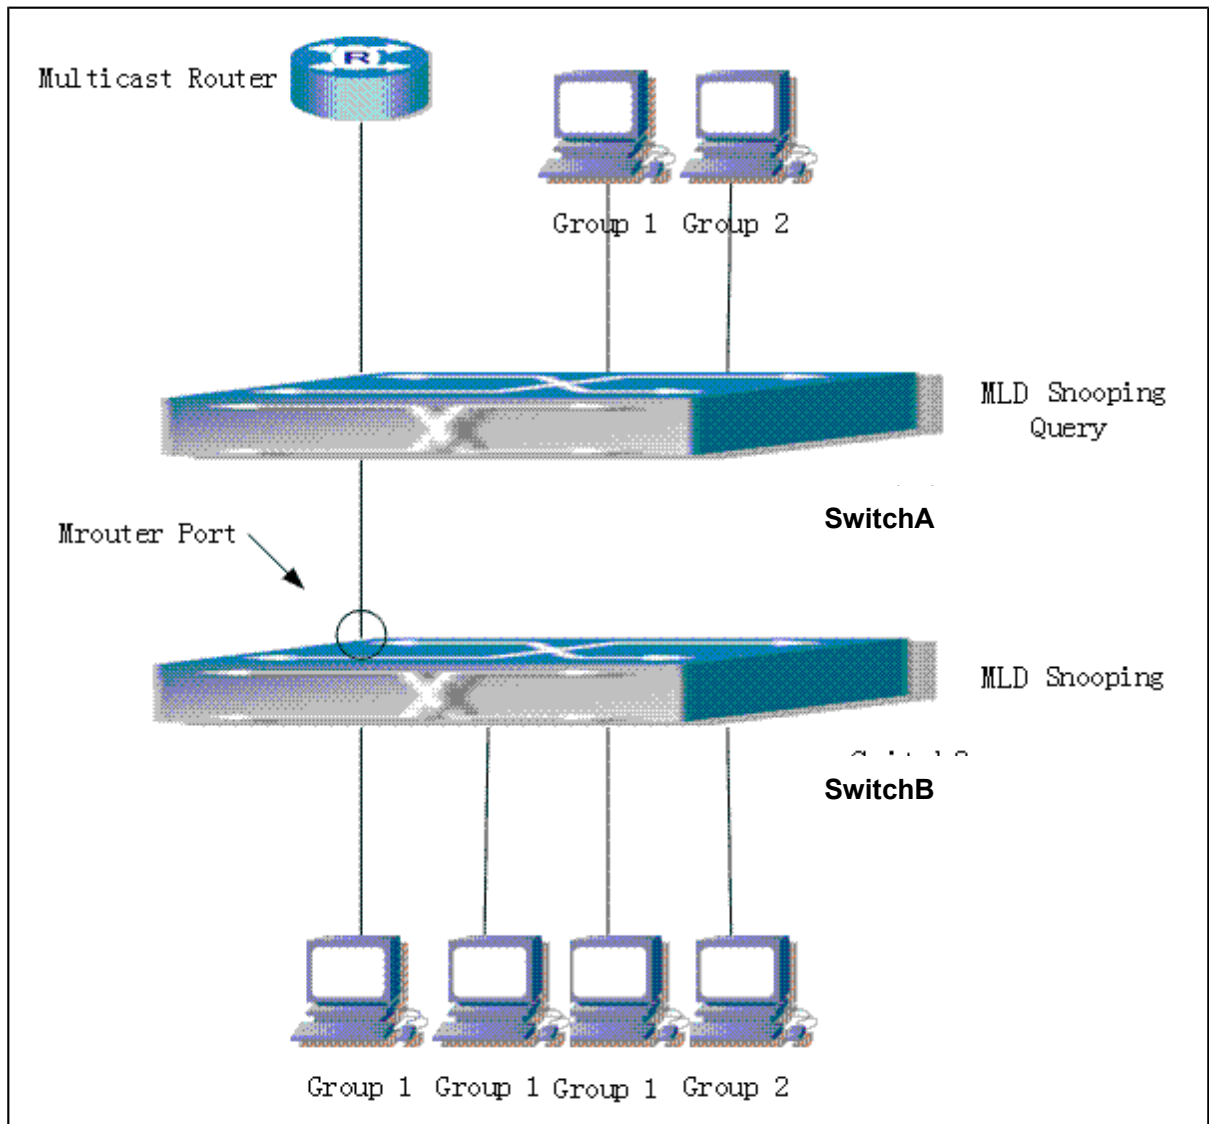 Multicast Router
R
Group 1 Group 2
MLD Snooping
Query
SwitchA
Mrouter Port
MLD Snooping
SwitchB
Group 1 Group 1 Group 1 Group 2